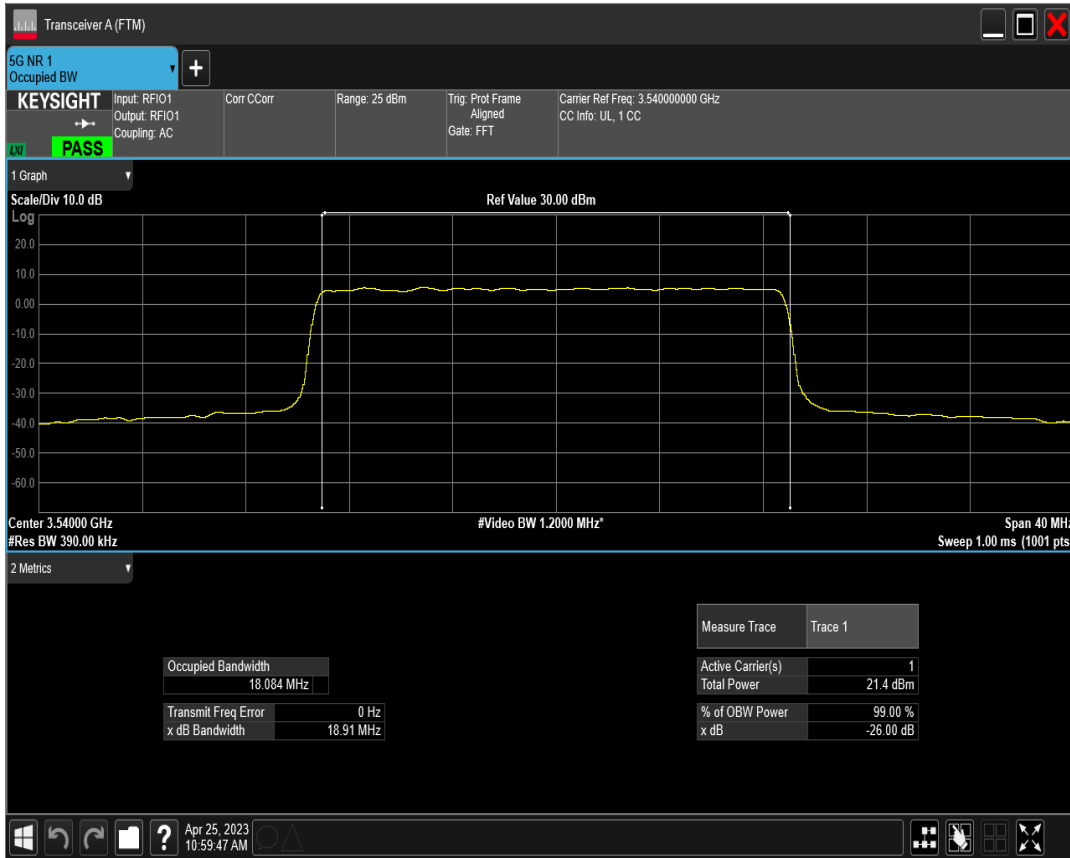 Transceiver A (FTM)
5G NR 1
Occupied BW
+
KEYSIGHT
LXI
PASS
Input: RFIO1
Output: RFIO1
Coupling: AC
Corr CCorr
Range: 25 dBm
Trig: Prot Frame
Aligned
Gate: FFT
Carrier Ref Freq: 3.540000000 GHz
CC Info: UL, 1 CC
1 Graph
Scale/Div 10.0 dB
Ref Value 30.00 dBm
Log
20.0
10.0
0.00
-10.0
-20.0
-30.0
-40.0
-50.0
-60.0
Center 3.54000 GHz
#Video BW 1.2000 MHz*
Span 40 MHz
#Res BW 390.00 kHz
Sweep 1.00 ms (1001 pts
2 Metrics
Measure Trace Trace 1
Occupied Bandwidth
18.084 MHz
Active Carrier(s) 1
Total Power 21.4 dBm
Transmit Freq Error 0 Hz
x dB Bandwidth 18.91 MHz
% of OBW Power 99.00 %
x dB -26.00 dB
?
Apr 25, 2023
10:59:47 AM